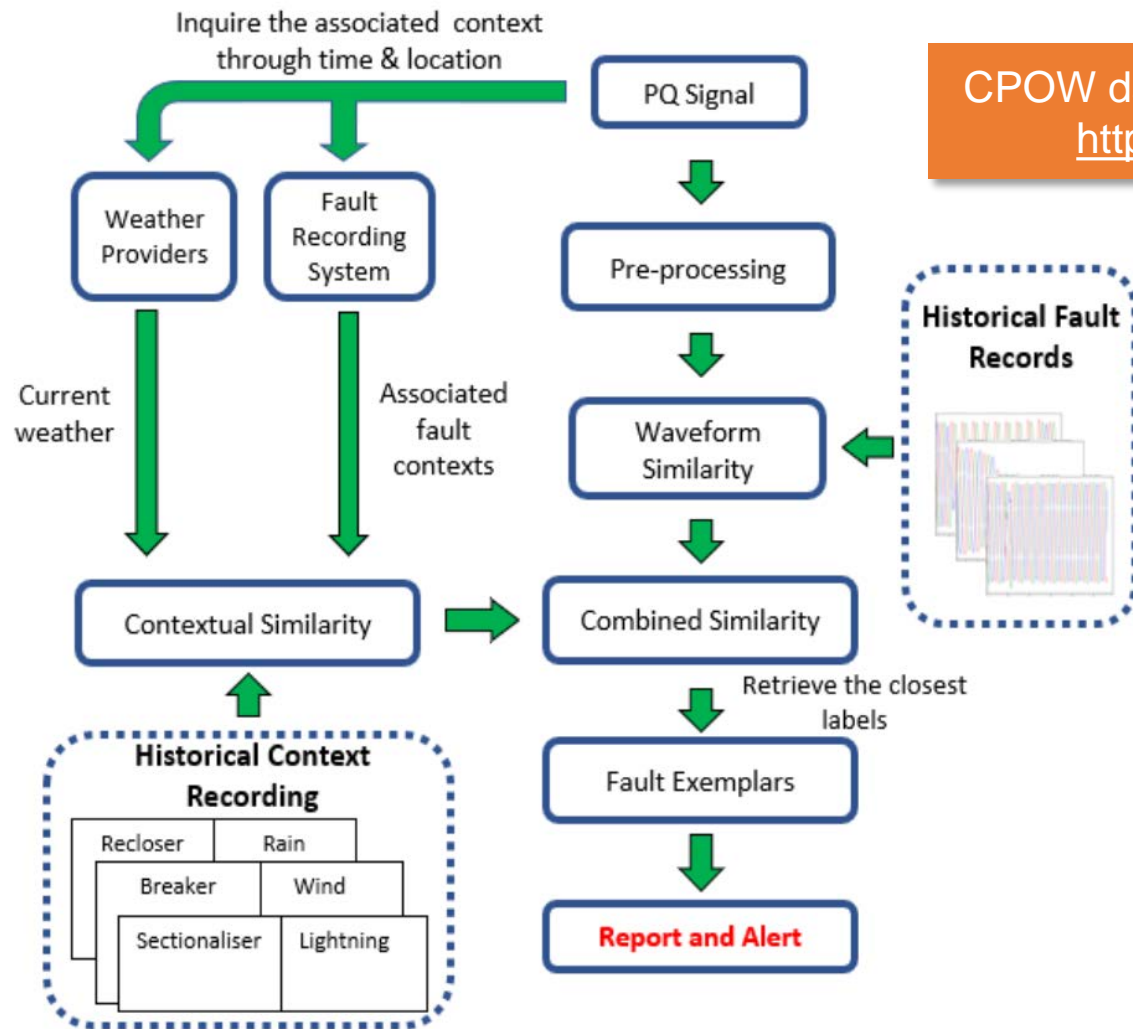 Inquire the associated context
through time & location
PQ Signal
CPOW d
http
Weather
Providers
Fault
Recording
System
Pre-processing
Historical Fault
Records
Current
weather
Associated
fault
contexts
Waveform
Similarity
Contextual Similarity
Combined Similarity
Retrieve the closest
labels
Historical Context
Recording
Recloser
Rain
Breaker
Wind
Sectionaliser
Lightning
Fault Exemplars
Report and Alert